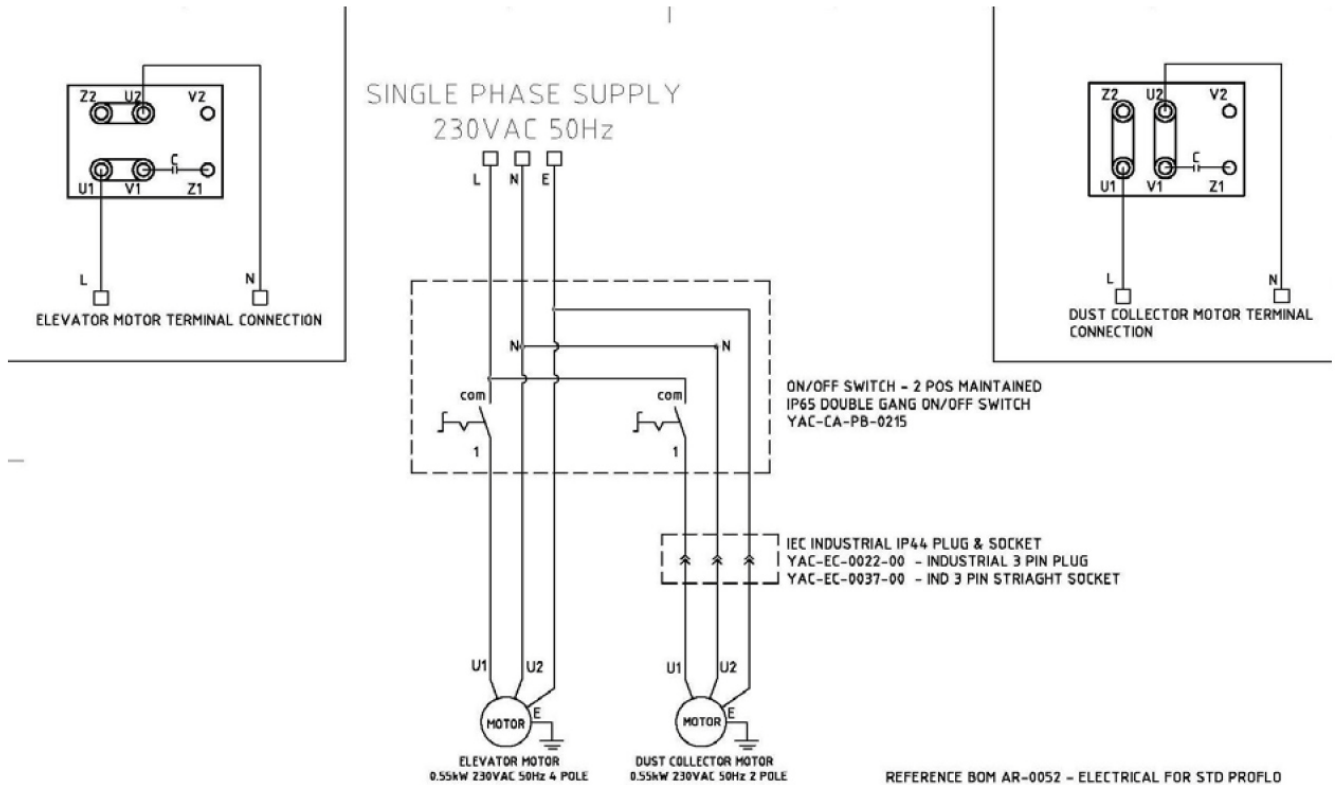 Z2 U2 V2
C
U1 V1 Z1
L N
ELEVATOR MOTOR TERMINAL CONNECTION
SINGLE PHASE SUPPLY
230VAC 50Hz
L N E
Z2 U2 V2
C
U1 V1 Z1
L N
DUST COLLECTOR MOTOR TERMINAL
CONNECTION
N N
com com
1 1
ON/OFF SWITCH - 2 POS MAINTAINED
IP65 DOUBLE GANG ON/OFF SWITCH
YAC-CA-PB-0215
IEC INDUSTRIAL IP44 PLUG & SOCKET
YAC-EC-0022-00 - INDUSTRIAL 3 PIN PLUG
YAC-EC-0037-00 - IND 3 PIN STRIAGHT SOCKET
U1 U2 U1 U2
MOTOR E MOTOR E
ELEVATOR MOTOR
0.55kW 230VAC 50Hz 4 POLE
DUST COLLECTOR MOTOR
0.55kW 230VAC 50Hz 2 POLE
REFERENCE BOM AR-0052 - ELECTRICAL FOR STD PROFLO